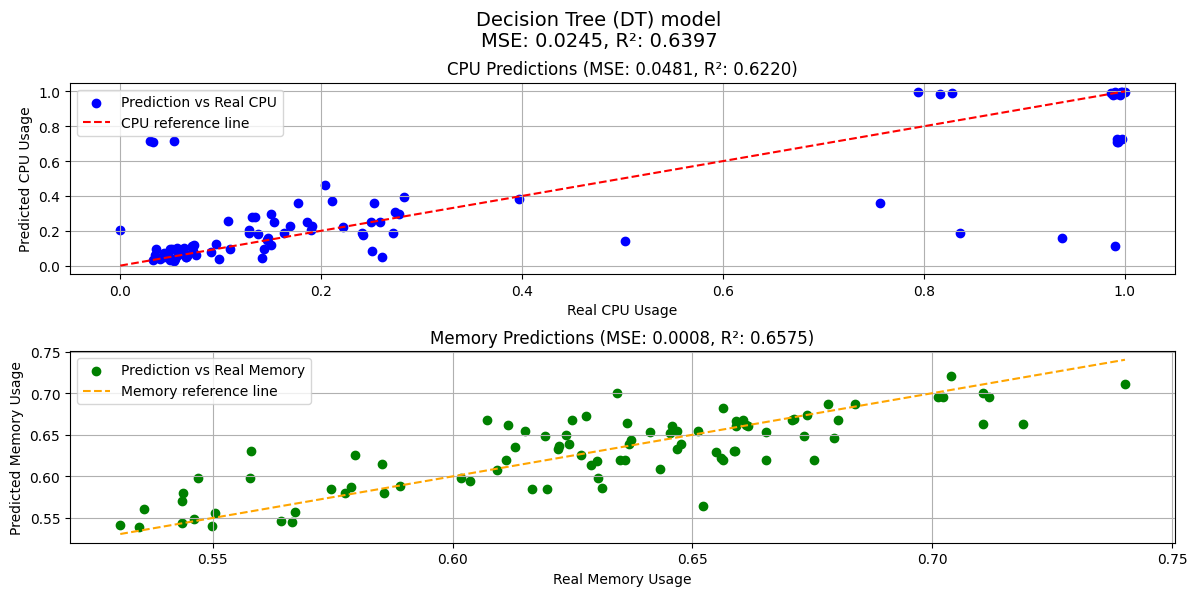 Decision Tree (DT) model
MSE: 0.0245, R²: 0.6397
CPU Predictions (MSE: 0.0481, R²: 0.6220)
Prediction vs Real CPU
CPU reference line
Predicted CPU Usage
1.0
0.8
0.6
0.4
0.2
0.0
0.0 0.2 0.4 0.6 0.8 1.0
Real CPU Usage
Memory Predictions (MSE: 0.0008, R²: 0.6575)
Prediction vs Real Memory
Memory reference line
Predicted Memory Usage
0.75
0.70
0.65
0.60
0.55
0.55 0.60 0.65 0.70 0.75
Real Memory Usage